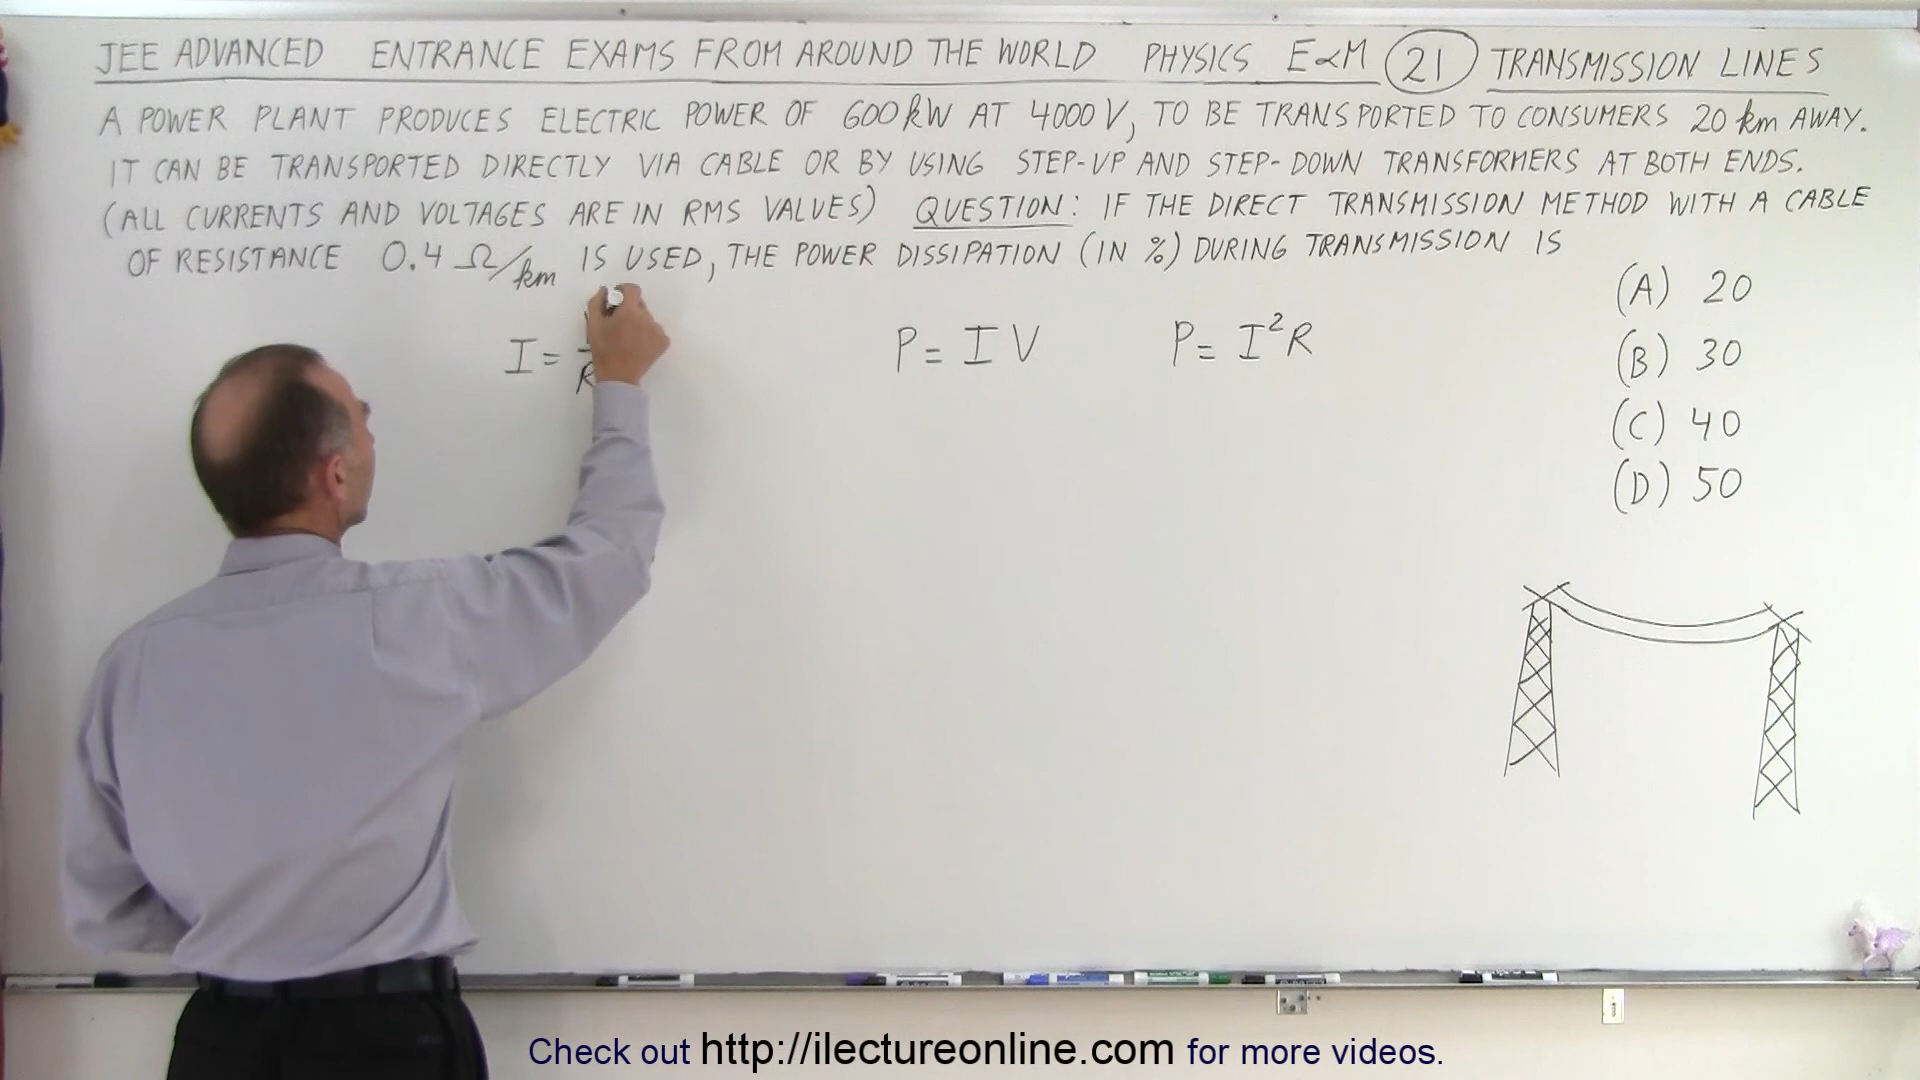 JEE ADVANCED ENTRANCE EXAMS FROM AROUND THE WORLD PHYSICS E&M 21 TRANSMISSION LINES
A POWER PLANT PRODUCES ELECTRIC POWER OF 600 kW AT 4000 V, TO BE TRANSPORTED TO CONSUMERS 20 km AWAY.
IT CAN BE TRANSPORTED DIRECTLY VIA CABLE OR BY USING STEP-UP AND STEP-DOWN TRANSFORMERS AT BOTH ENDS.
(ALL CURRENTS AND VOLTAGES ARE IN RMS VALUES) QUESTION: IF THE DIRECT TRANSMISSION METHOD WITH A CABLE
OF RESISTANCE 0.4 Ω/km IS USED, THE POWER DISSIPATION (IN %) DURING TRANSMISSION IS
(A) 20
(B) 30
(C) 40
(D) 50
I = R
P = I V
P = I²R
Check out http://ilectureonline.com for more videos.